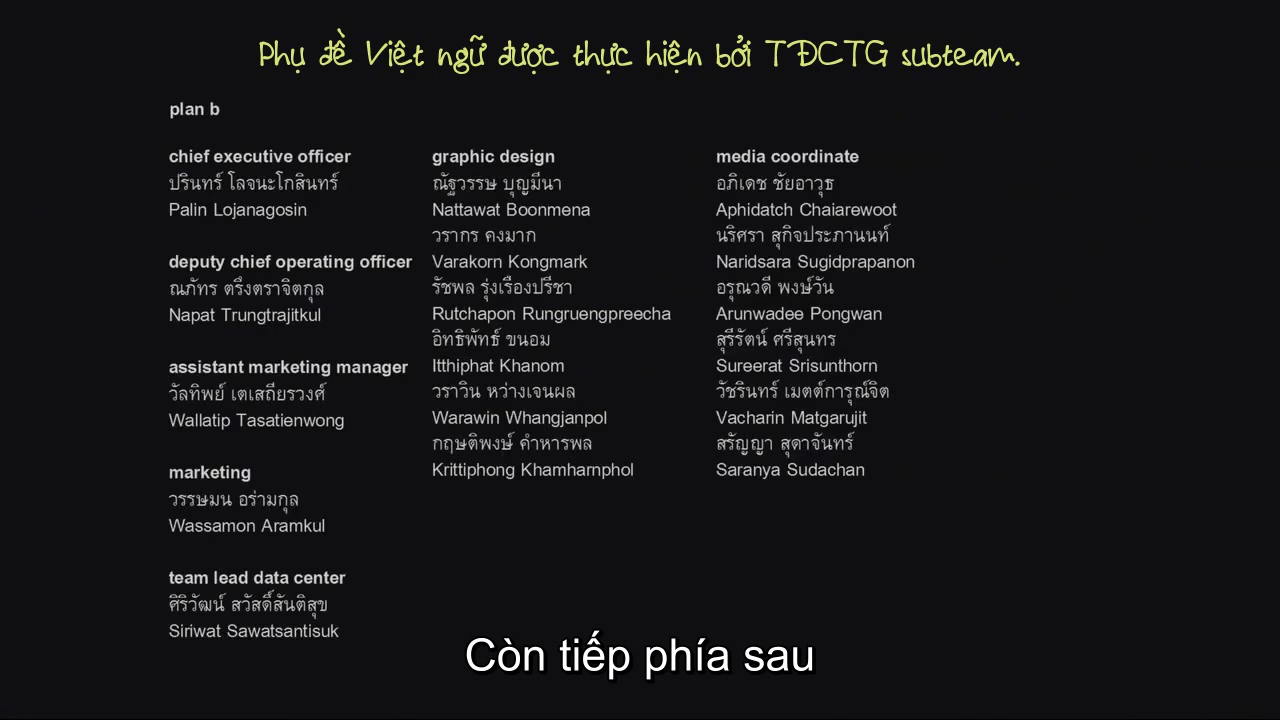 Phụ đề Việt ngữ được thực hiện bởi TĐCTG subteam.
plan b
chief executive officer
ปรินทร์ โลจนะโกสินทร์
Palin Lojanagosin
deputy chief operating officer
ณภัทร ตรึงตราจิตกุล
Napat Trungtrajitkul
assistant marketing manager
วัลทิพย์ เตเสถียรวงศ์
Wallatip Tasatienwong
marketing
วรรษมน อร่ามกุล
Wassamon Aramkul
team lead data center
ศิริวัฒน์ สวัสดิ์สันติสุข
Siriwat Sawatsantisuk
graphic design
ณัฐวรรษ บุญมีนา
Nattawat Boonmena
วรากร คงมาก
Varakorn Kongmark
รัชพล รุ่งเรืองปรีชา
Rutchapon Rungruengpreecha
อิทธิพัทธ์ ขนอม
Itthiphat Khanom
วราวิน หว่างเจนผล
Warawin Whangjanpol
กฤษติพงษ์ คำหารพล
Krittiphong Khamharnphol
media coordinate
อภิเดช ชัยอาวุธ
Aphidatch Chaiarewoot
นริศรา สุกิจประภานนท์
Naridsara Sugidprapanon
อรุณวดี พงษ์วัน
Arunwadee Pongwan
สุรีรัตน์ ศรีสุนทร
Sureerat Srisunthorn
วัชรินทร์ เมตต์การุณ์จิต
Vacharin Matgarujit
สรัญญา สุดาจันทร์
Saranya Sudachan
Còn tiếp phía sau